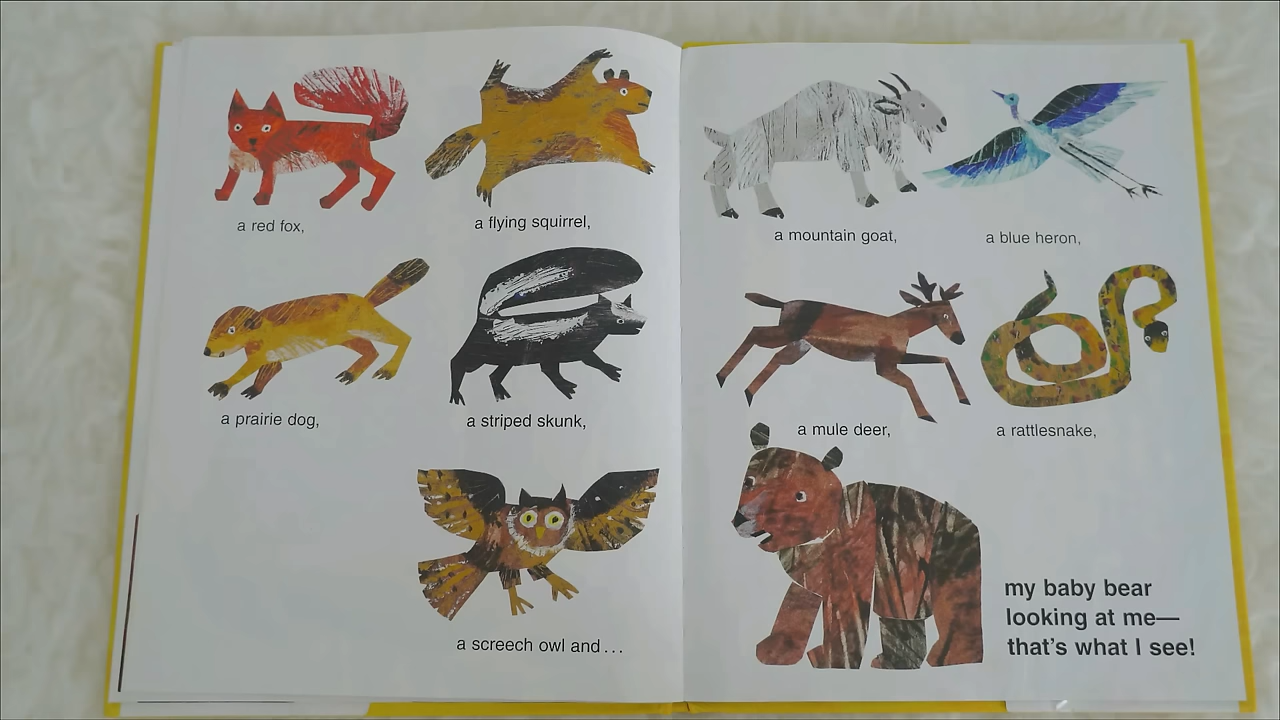 a red fox,
a flying squirrel,
a prairie dog,
a striped skunk,
a screech owl and . . .
a mountain goat,
a blue heron,
a mule deer,
a rattlesnake,
my baby bear
looking at me—
that's what I see!